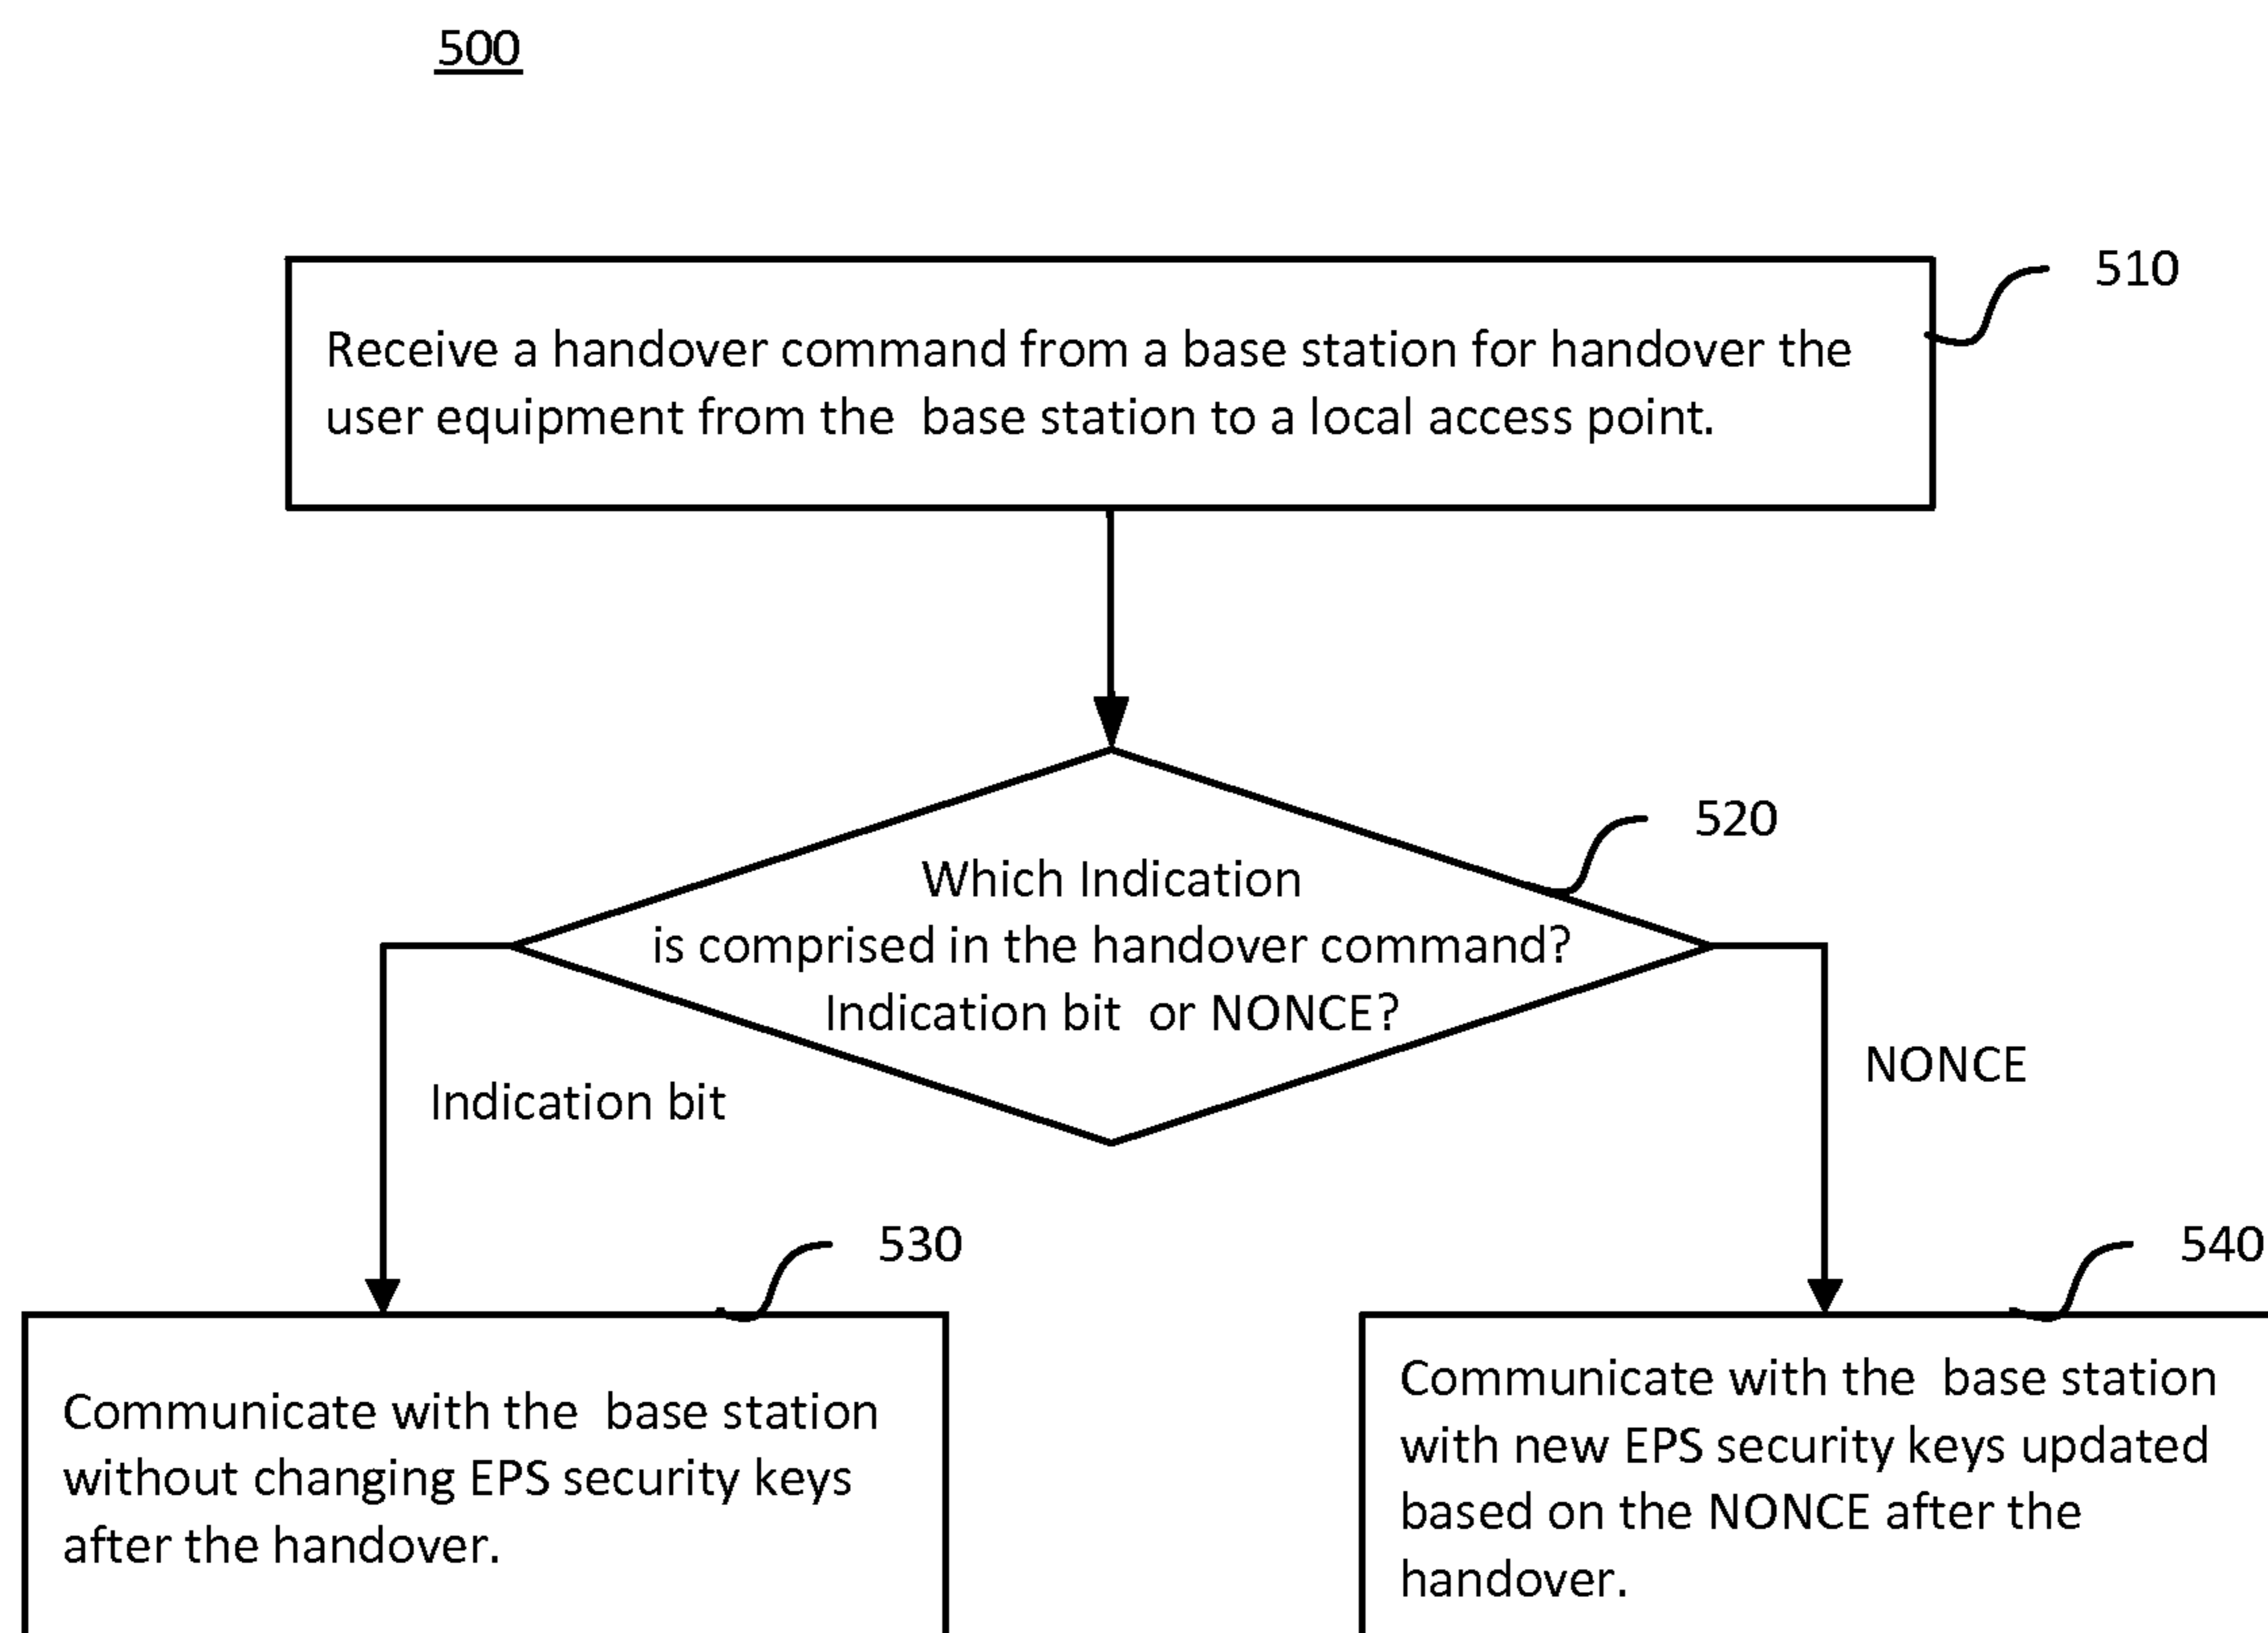 500
510
Receive a handover command from a base station for handover the
user equipment from the base station to a local access point.
520
Which Indication
is comprised in the handover command?
Indication bit or NONCE?
NONCE
Indication bit
530
540
Communicate with the base station
without changing EPS security keys
after the handover.
Communicate with the base station
with new EPS security keys updated
based on the NONCE after the
handover.